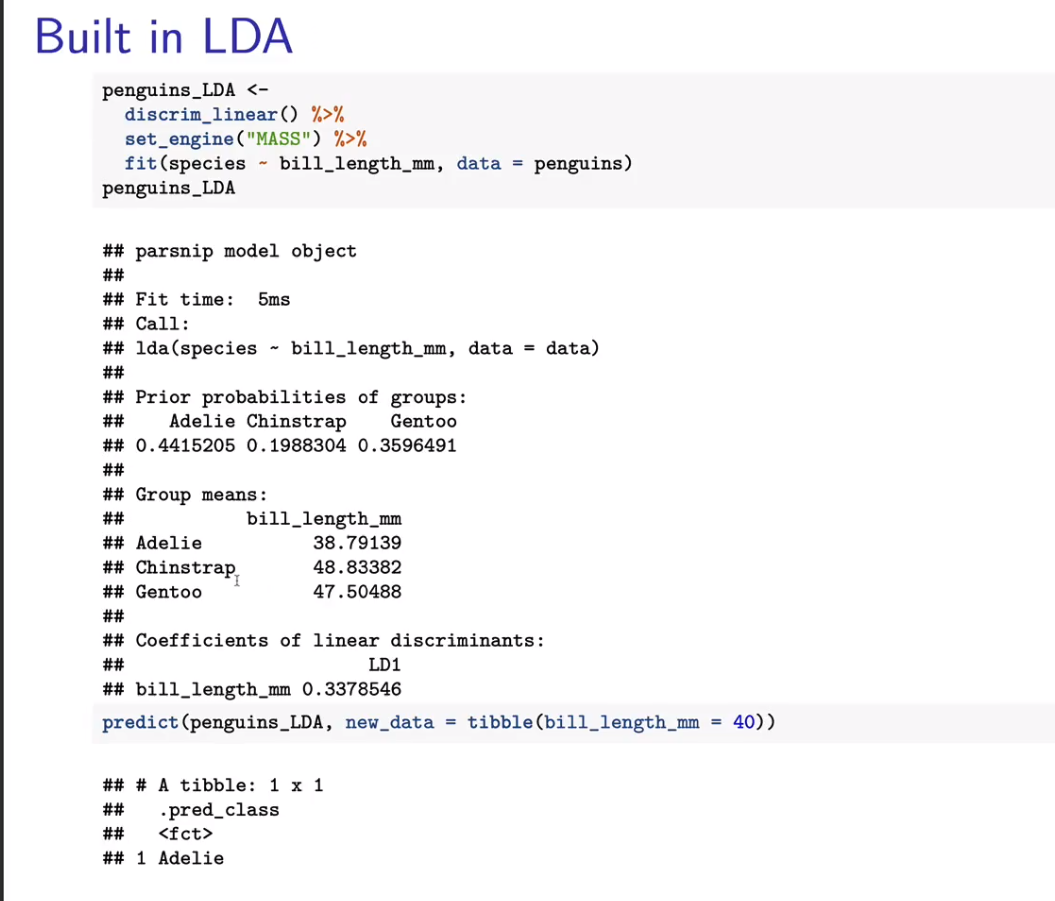 Built in LDA
penguins_LDA <-
  discrim_linear() %>%
  set_engine("MASS") %>%
  fit(species ~ bill_length_mm, data = penguins)
penguins_LDA
## parsnip model object
##
## Fit time:  5ms
## Call:
## lda(species ~ bill_length_mm, data = data)
##
## Prior probabilities of groups:
##    Adelie Chinstrap    Gentoo
## 0.4415205 0.1988304 0.3596491
##
## Group means:
##           bill_length_mm
## Adelie          38.79139
## Chinstrap       48.83382
## Gentoo          47.50488
##
## Coefficients of linear discriminants:
##                      LD1
## bill_length_mm 0.3378546
predict(penguins_LDA, new_data = tibble(bill_length_mm = 40))
## # A tibble: 1 x 1
##   .pred_class
##   <fct>
## 1 Adelie